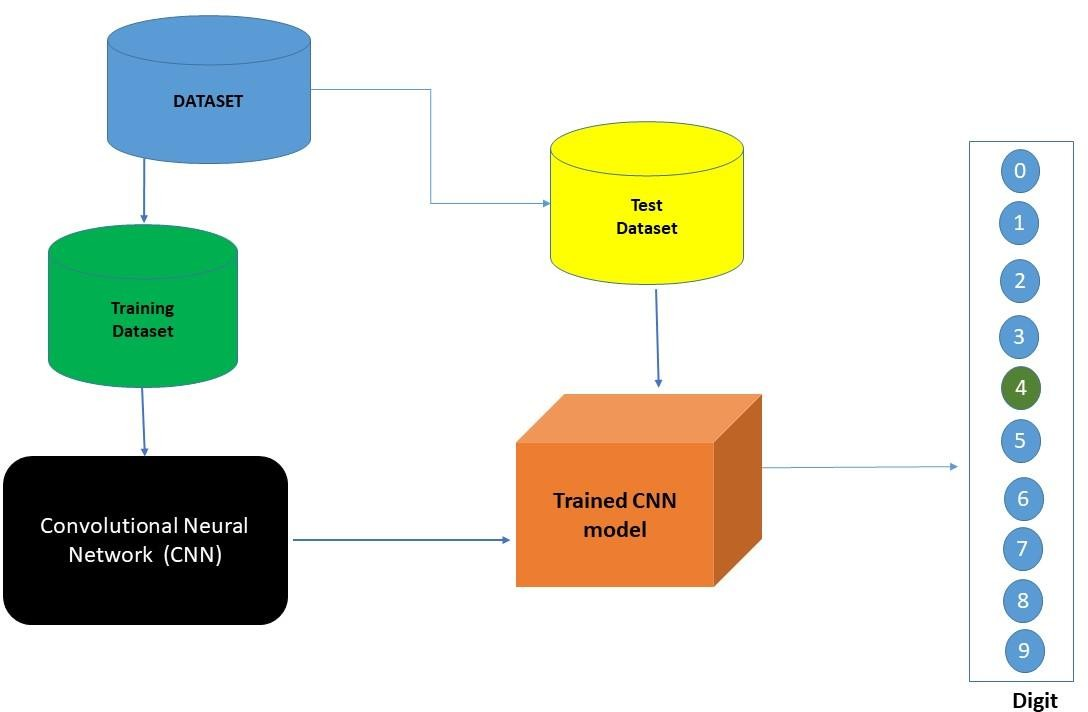 DATASET
Test
Dataset
Training
Dataset
Convolutional Neural
Network (CNN)
Trained CNN
model
0
1
2
3
4
5
6
7
8
9
Digit